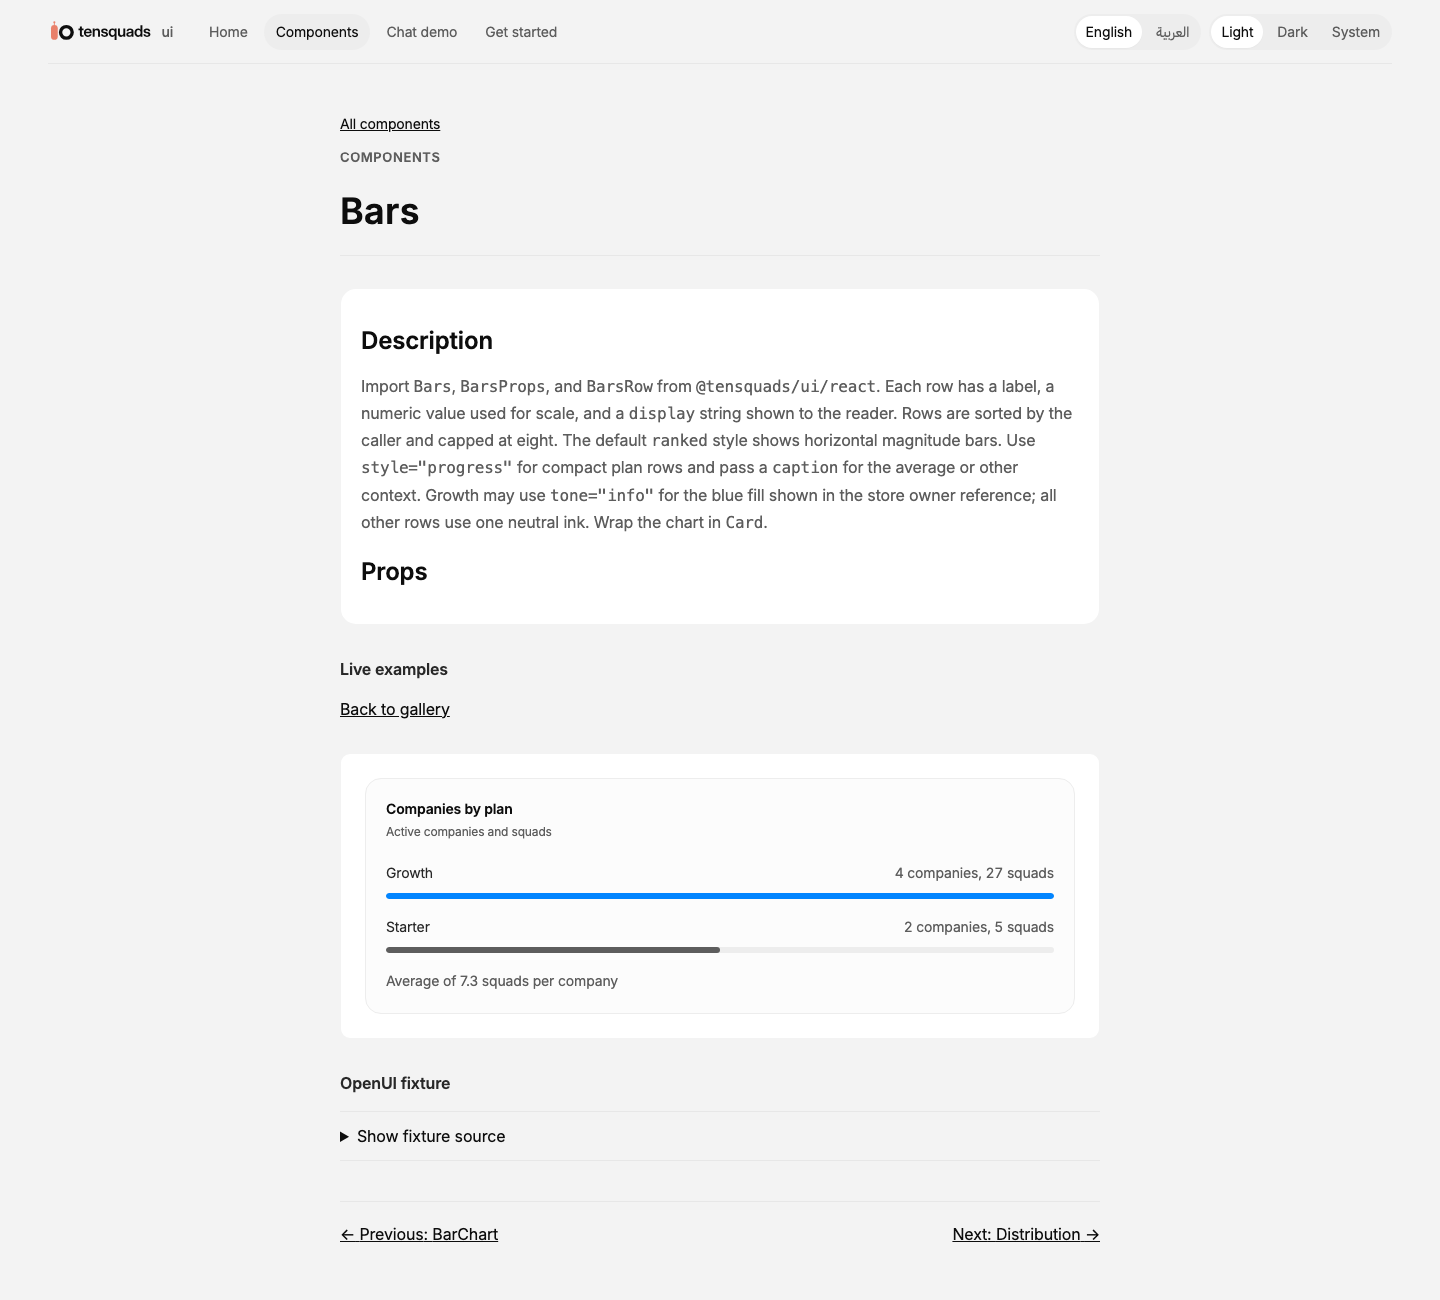 tensquads ui Home Components Chat demo Get started English العربية Light Dark System
All components
COMPONENTS
Bars
Description
Import Bars, BarsProps, and BarsRow from @tensquads/ui/react. Each row has a label, a
numeric value used for scale, and a display string shown to the reader. Rows are sorted by the
caller and capped at eight. The default ranked style shows horizontal magnitude bars. Use
style="progress" for compact plan rows and pass a caption for the average or other
context. Growth may use tone="info" for the blue fill shown in the store owner reference; all
other rows use one neutral ink. Wrap the chart in Card.
Props
Live examples
Back to gallery
Companies by plan
Active companies and squads
Growth 4 companies, 27 squads
Starter 2 companies, 5 squads
Average of 7.3 squads per company
OpenUI fixture
▶ Show fixture source
← Previous: BarChart Next: Distribution →